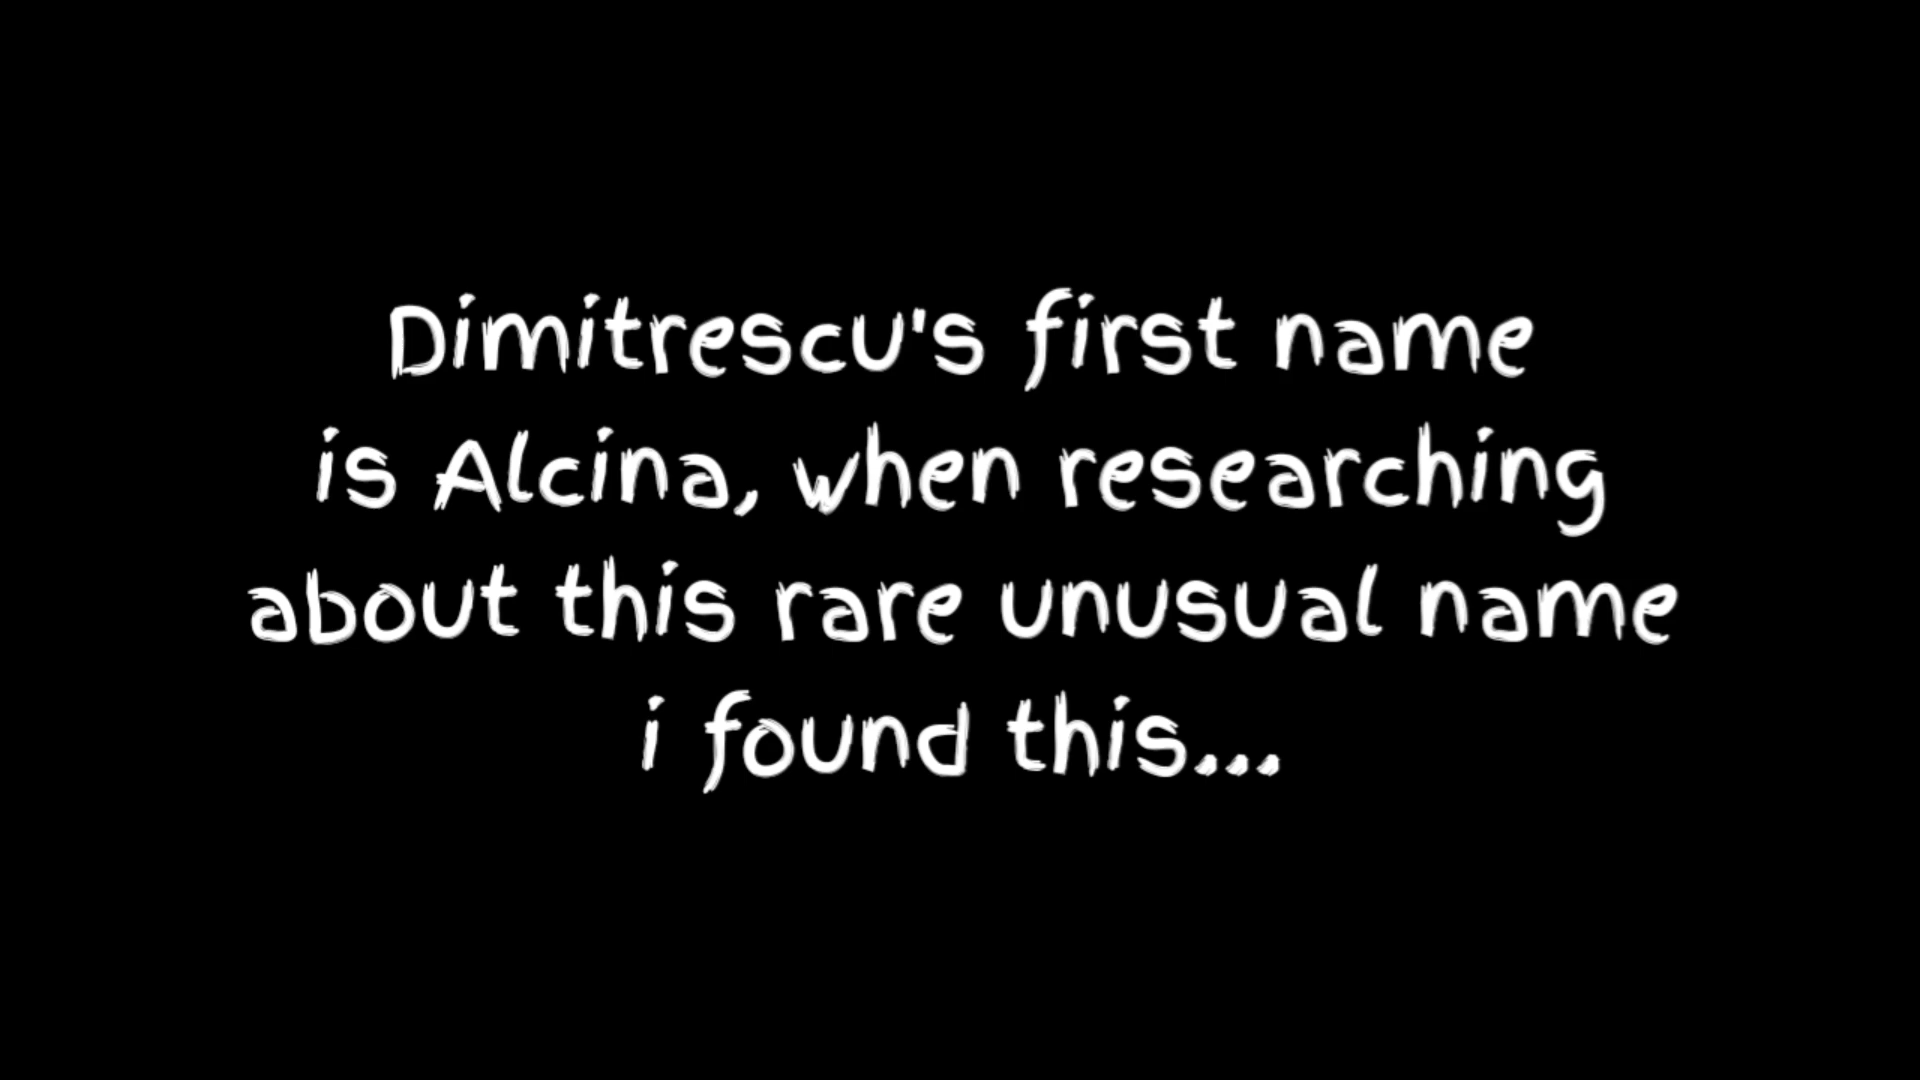 Dimitrescu's first name
is Alcina, when researching
about this rare unusual name
i found this...